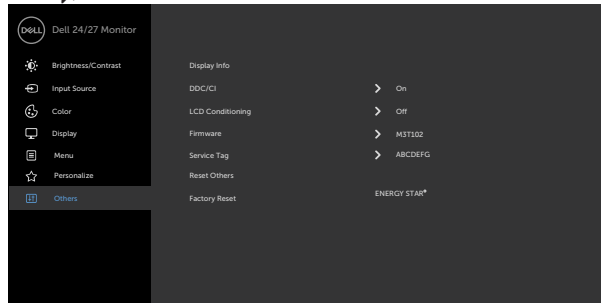 DELL Dell 24/27 Monitor
Brightness/Contrast
Input Source
Color
Display
Menu
Personalize
Others
Display Info
DDC/CI On
LCD Conditioning Off
Firmware M3T102
Service Tag ABCDEFG
Reset Others
Factory Reset ENERGY STAR®